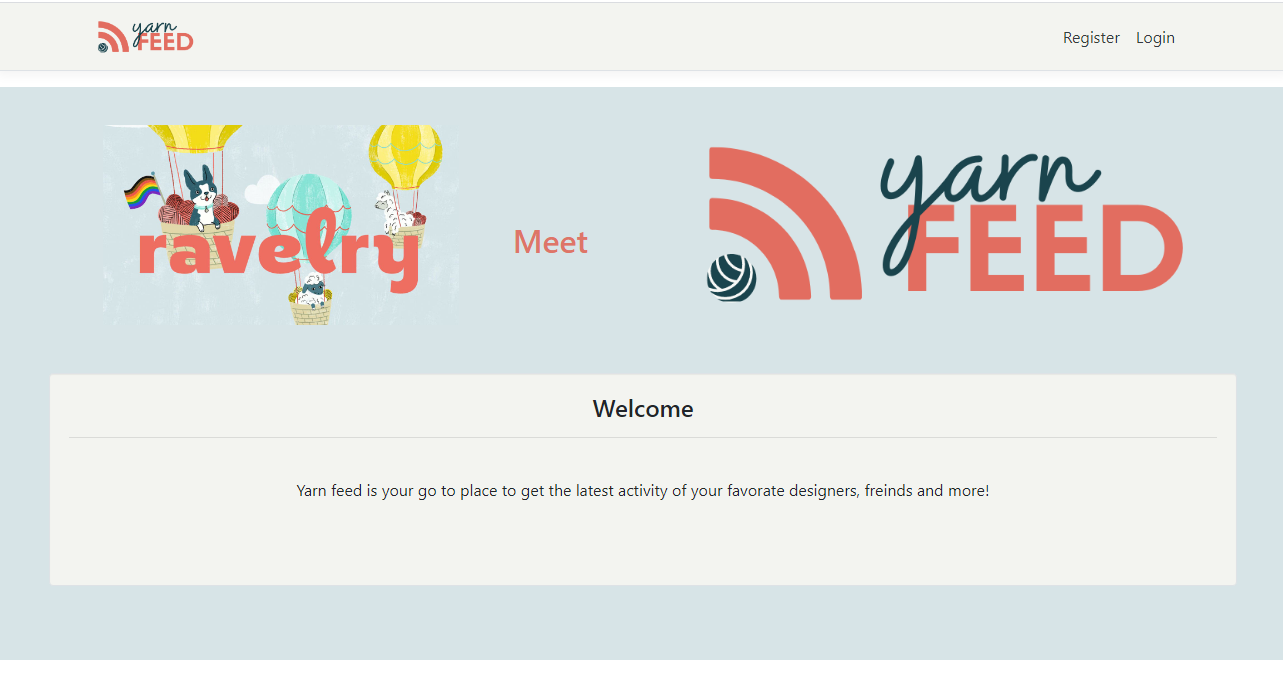 yarn
FEED
Register Login
ravelry
Meet
yarn
FEED
Welcome
Yarn feed is your go to place to get the latest activity of your favorate designers, freinds and more!